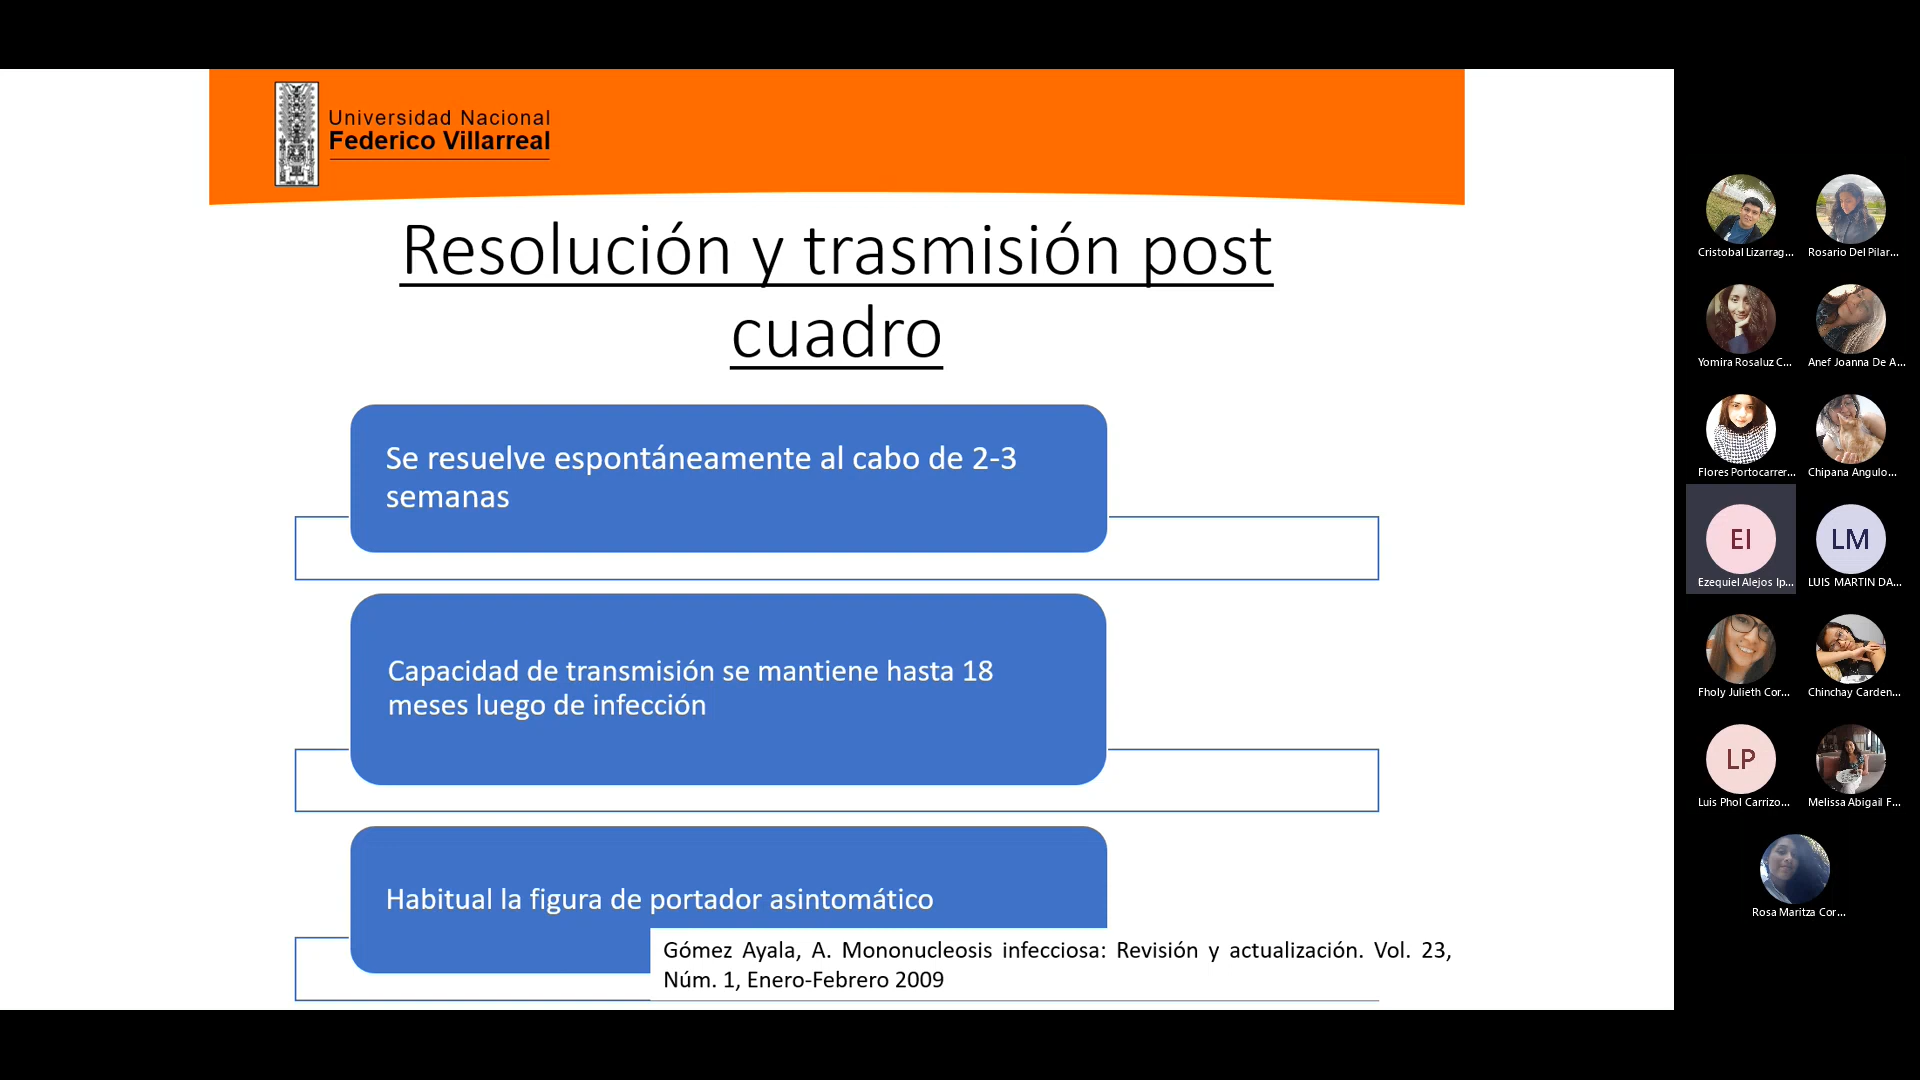 Universidad Nacional
Federico Villarreal
Resolución y trasmisión post
cuadro
Se resuelve espontáneamente al cabo de 2-3
semanas
Capacidad de transmisión se mantiene hasta 18
meses luego de infección
Habitual la figura de portador asintomático
Gómez Ayala, A. Mononucleosis infecciosa: Revisión y actualización. Vol. 23,
Núm. 1, Enero-Febrero 2009
Cristobal Lizarrag...
Rosario Del Pilar...
Yomira Rosaluz C...
Anef Joanna De A...
Flores Portocarrer...
Chipana Angulo...
EI
Ezequiel Alejos Ip...
LM
LUIS MARTIN DA...
Fholy Julieth Cor...
Chinchay Carden...
LP
Luis Phol Carrizo...
Melissa Abigail F...
Rosa Maritza Cor...